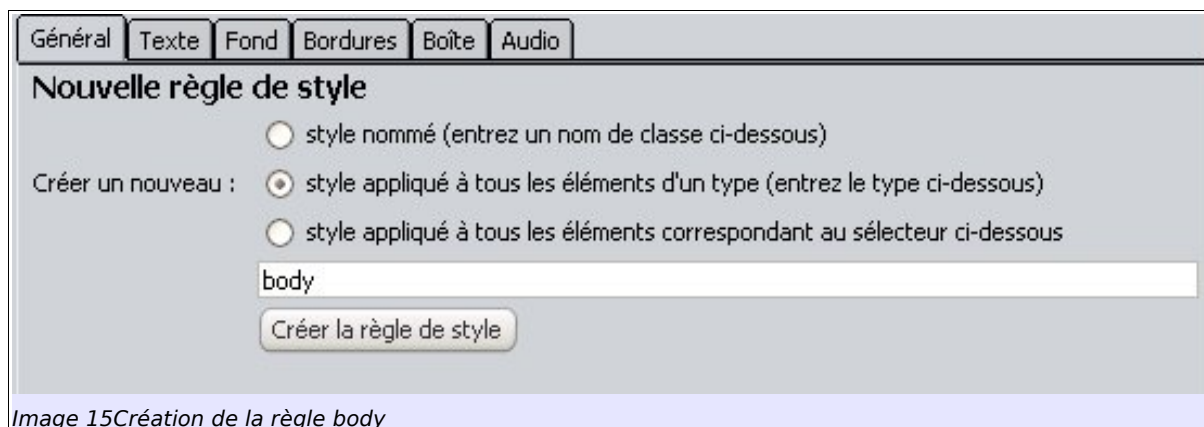 Général Texte Fond Bordures Boîte Audio
Nouvelle règle de style
style nommé (entrez un nom de classe ci-dessous)
Créer un nouveau : style appliqué à tous les éléments d'un type (entrez le type ci-dessous)
style appliqué à tous les éléments correspondant au sélecteur ci-dessous
body
Créer la règle de style
Image 15Création de la règle body